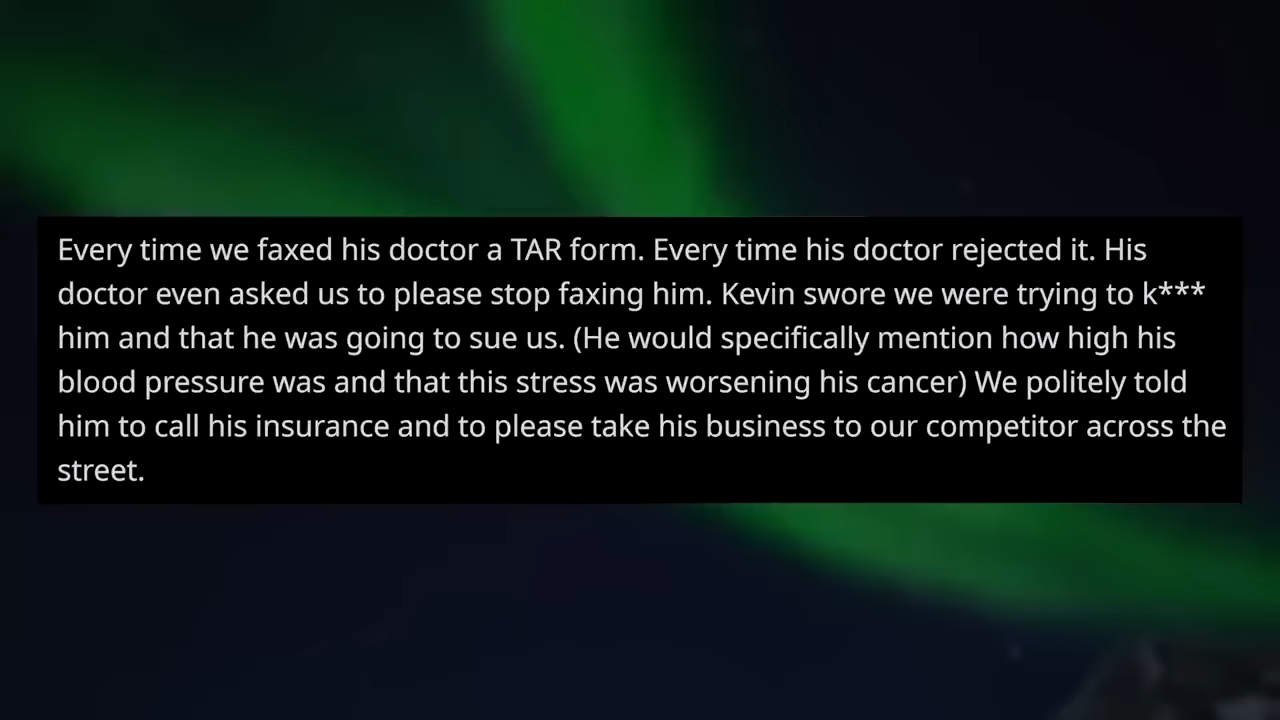 Every time we faxed his doctor a TAR form. Every time his doctor rejected it. His
doctor even asked us to please stop faxing him. Kevin swore we were trying to k***
him and that he was going to sue us. (He would specifically mention how high his
blood pressure was and that this stress was worsening his cancer) We politely told
him to call his insurance and to please take his business to our competitor across the
street.